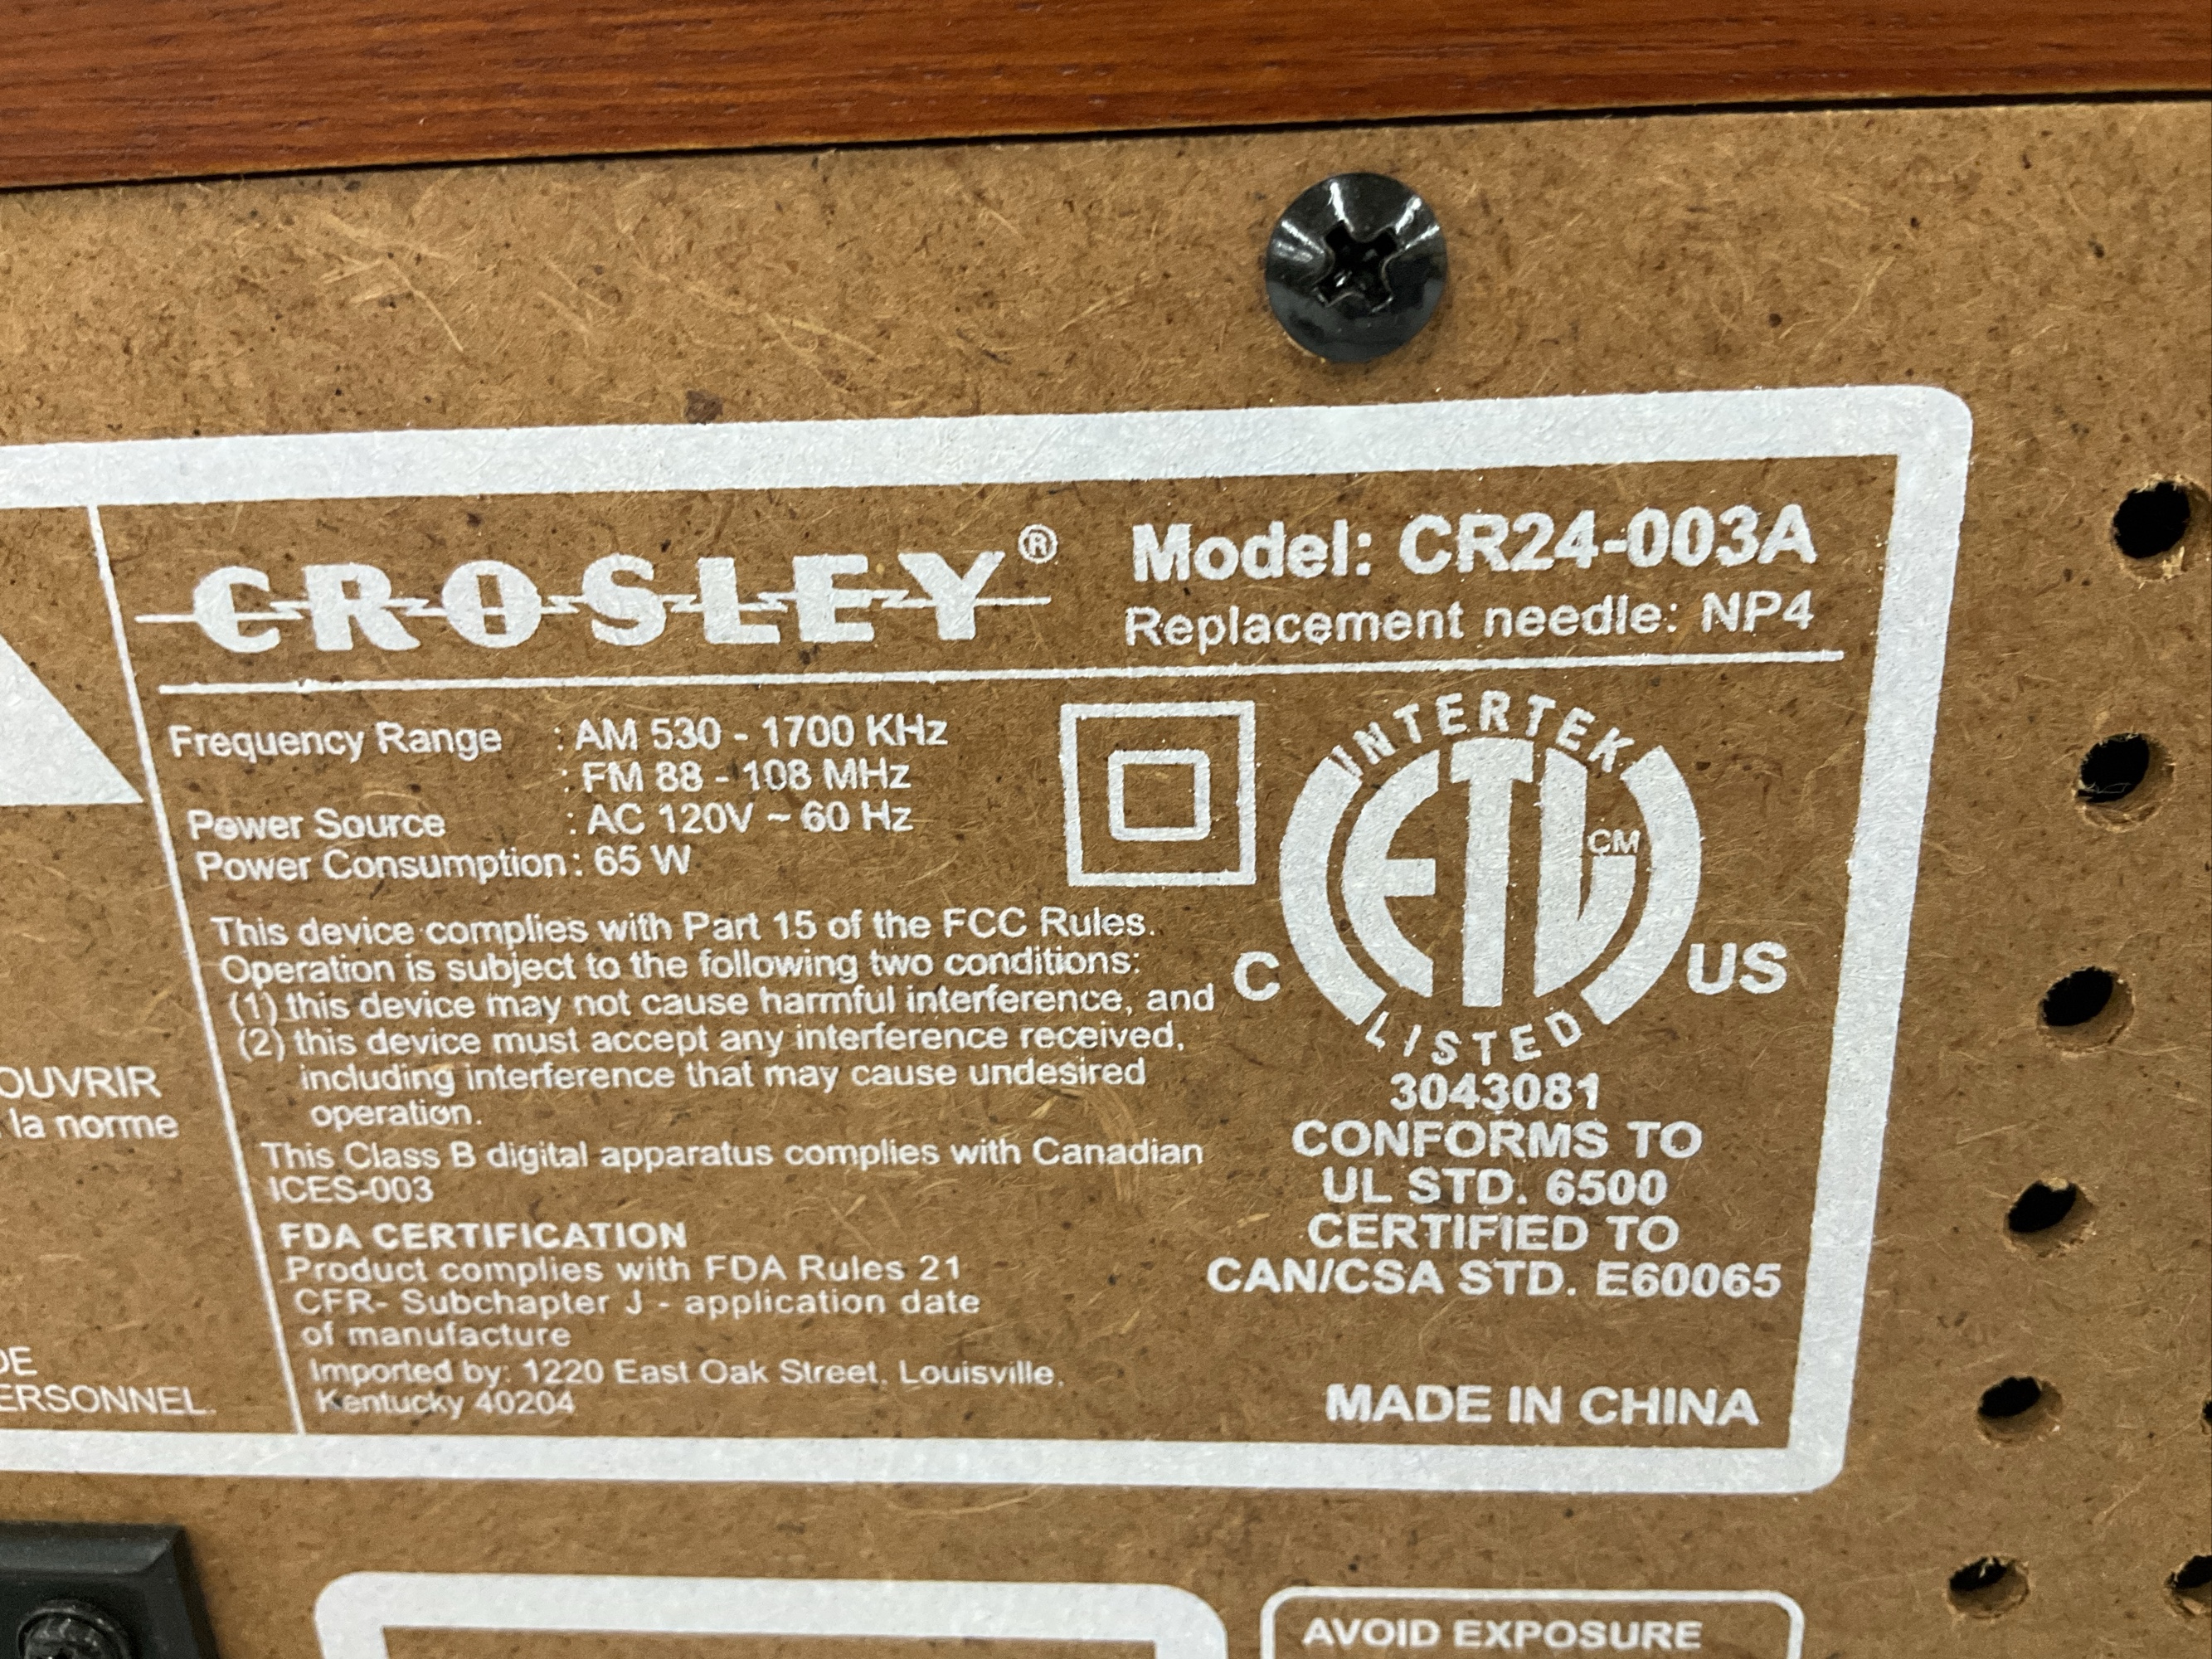 CROSLEY®
Model: CR24-003A
Replacement needle: NP4
Frequency Range : AM 530 - 1700 KHz
: FM 88 - 108 MHz
Power Source : AC 120V ~ 60 Hz
Power Consumption : 65 W
This device complies with Part 15 of the FCC Rules.
Operation is subject to the following two conditions:
(1) this device may not cause harmful interference, and
(2) this device must accept any interference received,
including interference that may cause undesired
operation.
This Class B digital apparatus complies with Canadian
ICES-003
FDA CERTIFICATION
Product complies with FDA Rules 21
CFR- Subchapter J - application date
of manufacture
Imported by: 1220 East Oak Street, Louisville,
Kentucky 40204
INTERTEK
ETL CM
C US
LISTED
3043081
CONFORMS TO
UL STD. 6500
CERTIFIED TO
CAN/CSA STD. E60065
MADE IN CHINA
OUVRIR
la norme
DE
ERSONNEL.
AVOID EXPOSURE